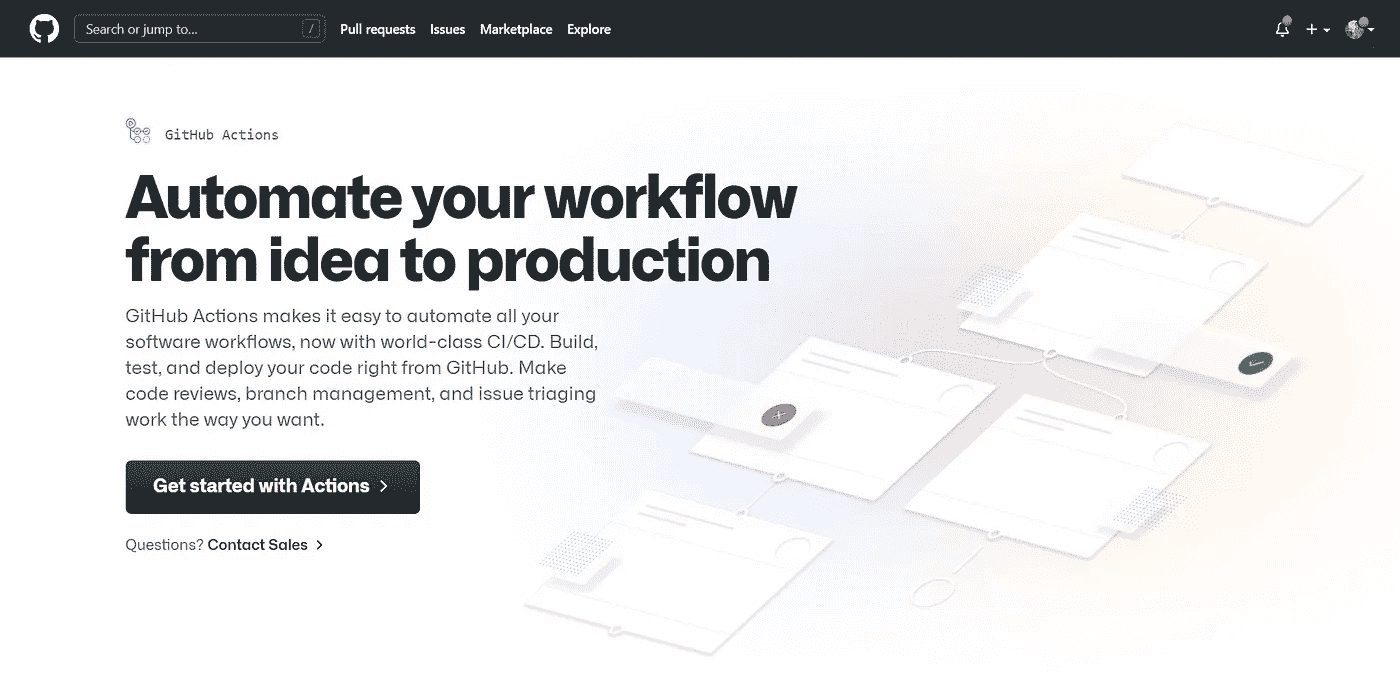 Search or jump to... /
Pull requests Issues Marketplace Explore
GitHub Actions
Automate your workflow
from idea to production
GitHub Actions makes it easy to automate all your
software workflows, now with world-class CI/CD. Build,
test, and deploy your code right from GitHub. Make
code reviews, branch management, and issue triaging
work the way you want.
Get started with Actions
Questions? Contact Sales